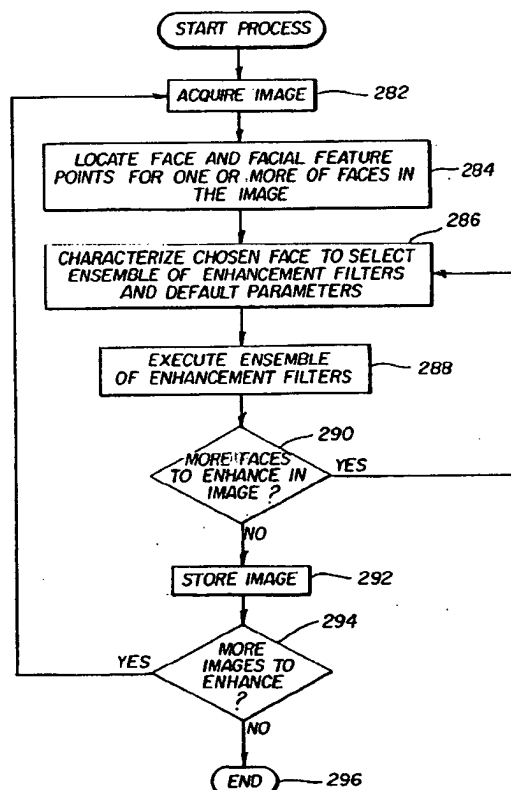 START PROCESS
ACQUIRE IMAGE
282
LOCATE FACE AND FACIAL FEATURE
POINTS FOR ONE OR MORE OF FACES IN
THE IMAGE
284
286
CHARACTERIZE CHOSEN FACE TO SELECT
ENSEMBLE OF ENHANCEMENT FILTERS
AND DEFAULT PARAMETERS
EXECUTE ENSEMBLE
OF ENHANCEMENT FILTERS
288
290
MORE FACES
TO ENHANCE IN
IMAGE ?
YES
NO
STORE IMAGE
292
294
YES
MORE
IMAGES TO
ENHANCE
?
NO
END
296